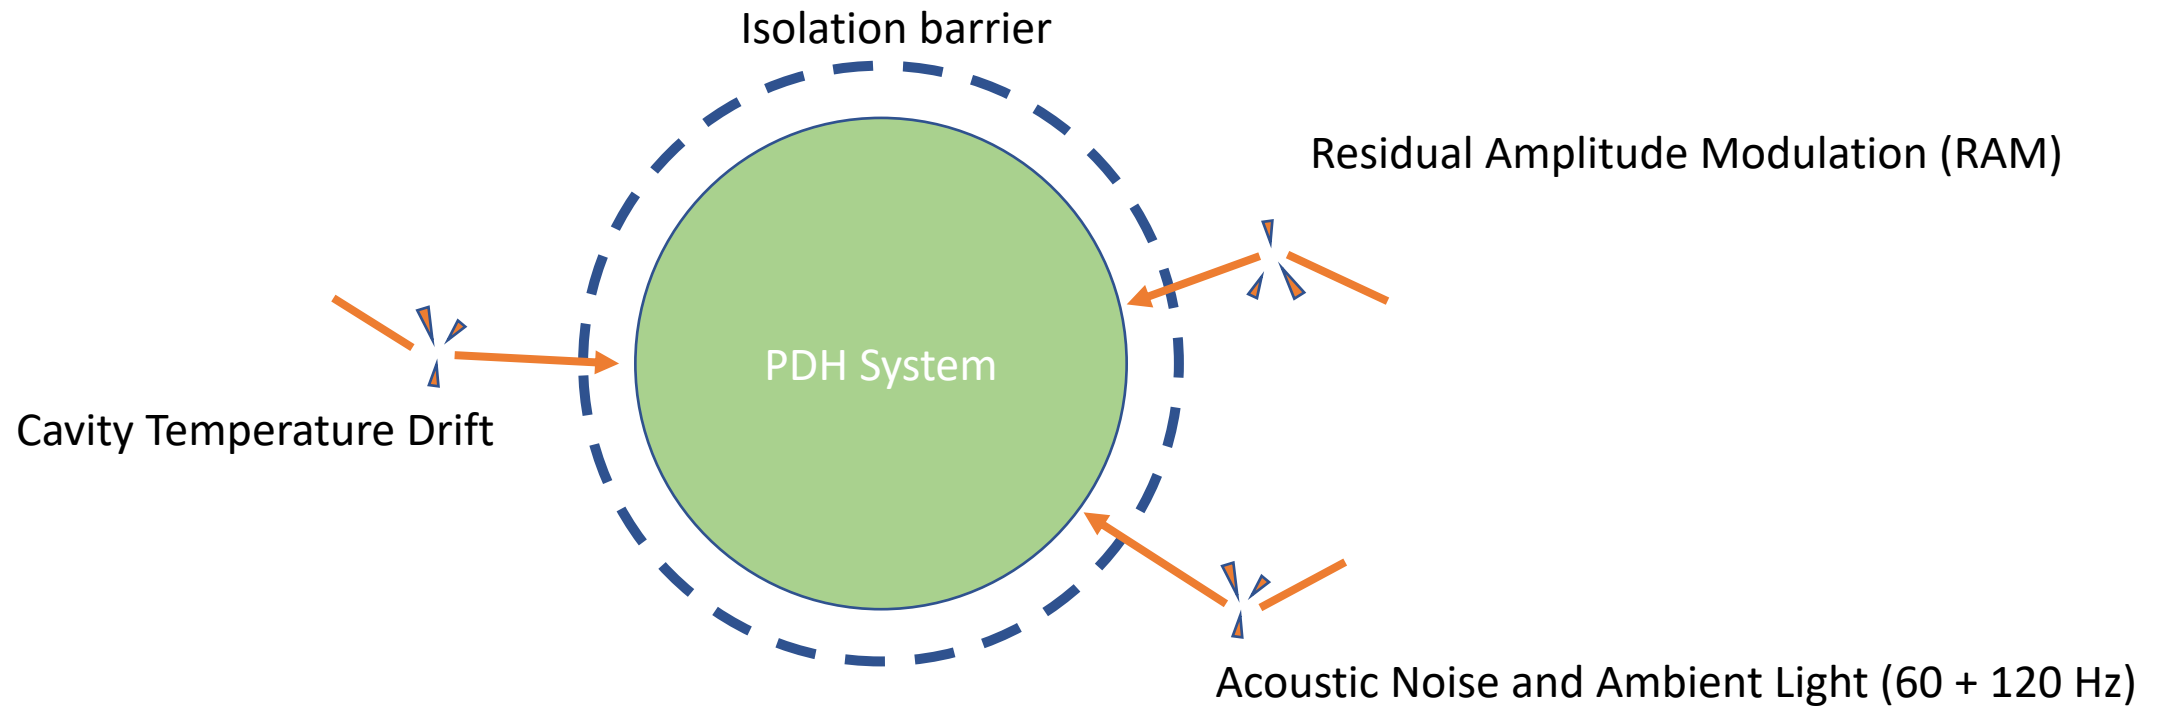 Isolation barrier
Residual Amplitude Modulation (RAM)
PDH System
Cavity Temperature Drift
Acoustic Noise and Ambient Light (60 + 120 Hz)